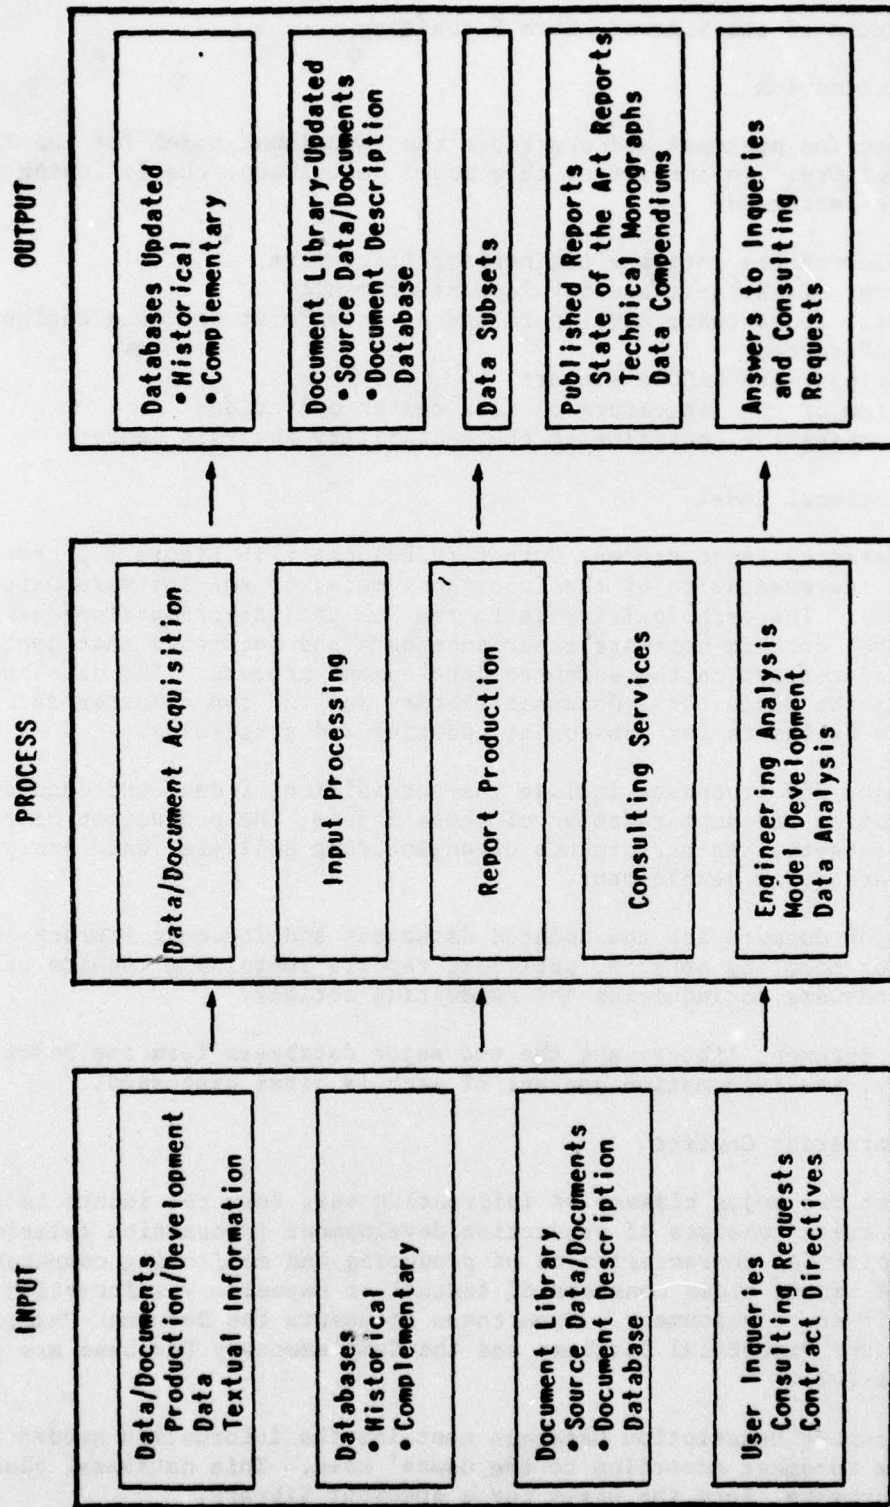 INPUT
Data/Documents
Production/Development
Data
Textural Information
Databases
•Historical
•Complementary
Document Library
•Source Data/Documents
•Document Description
Database
User Inquiries
Consulting Requests
Contract Directives
PROCESS
Data/Document Acquisition
Input Processing
Report Production
Consulting Services
Engineering Analysis
Model Development
Data Analysis
OUTPUT
Databases Updated
•Historical
•Complementary
Document Library-Updated
•Source Data/Documents
•Document Description
Database
Data Subsets
Published Reports
State of the Art Reports
Technical Monographs
Data Compendiums
Answer to Inqueries
and Consulting
Requests